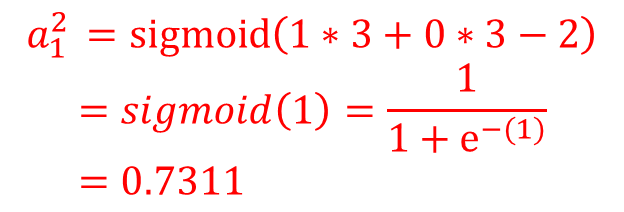 a₁² = sigmoid(1 ∗ 3 + 0 ∗ 3 − 2)
= sigmoid(1) = 1 / (1 + e^−(1))
= 0.7311